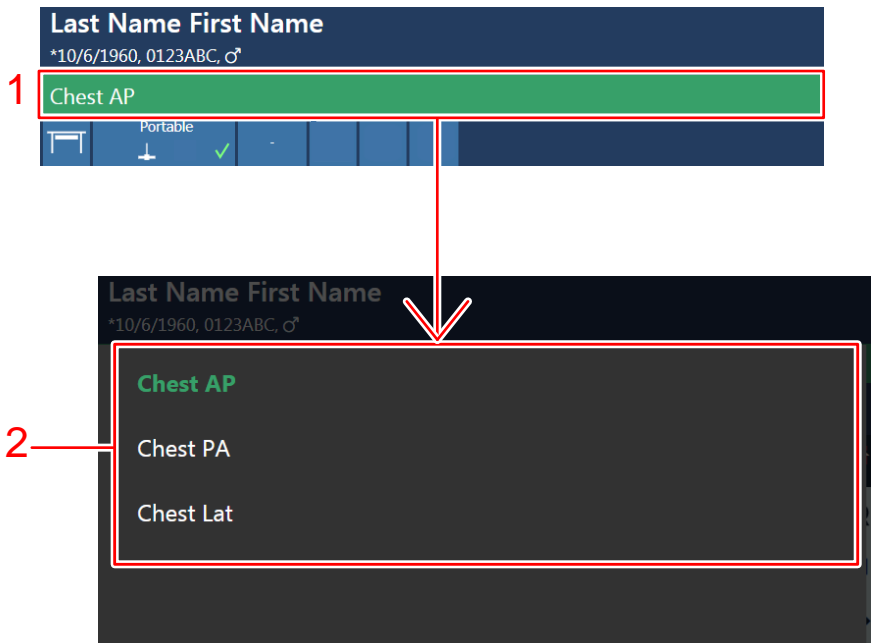 Last Name First Name
*10/6/1960, 0123ABC, ♂
1
Chest AP
Portable
-
Last Name First Name
*10/6/1960, 0123ABC, ♂
Chest AP
2
Chest PA
Chest Lat